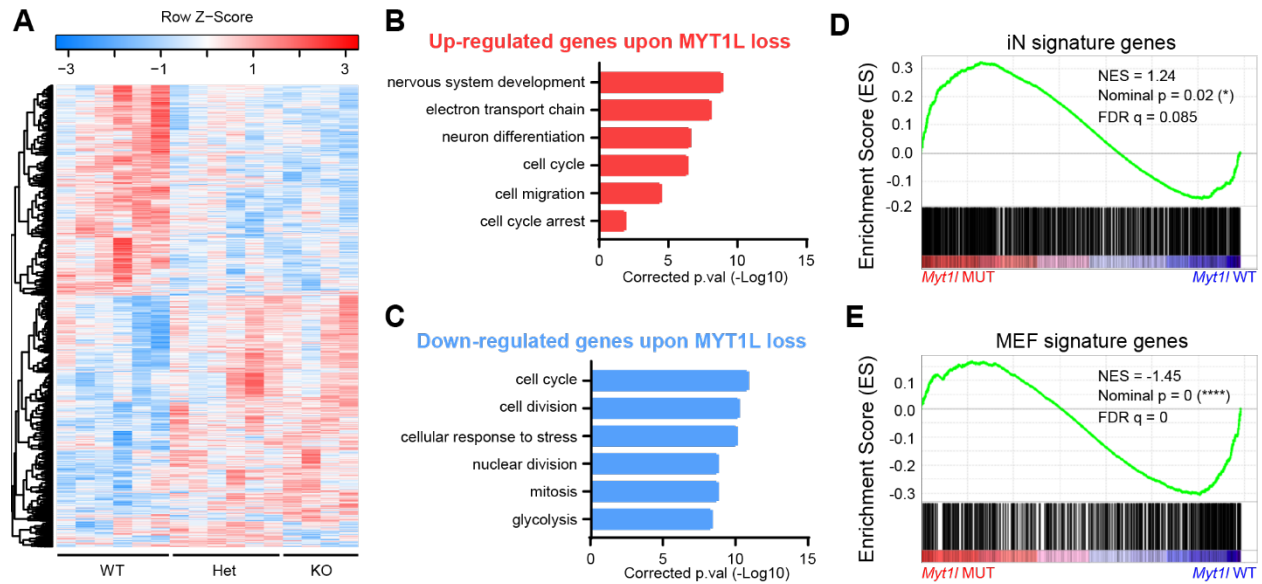 A
Row Z-Score
−3
−1
1
3
WT
Het
KO
B
Up-regulated genes upon MYT1L loss
nervous system development
electron transport chain
neuron differentiation
cell cycle
cell migration
cell cycle arrest
0
5
10
15
Corrected p.val (-Log10)
C
Down-regulated genes upon MYT1L loss
cell cycle
cell division
cellular response to stress
nuclear division
mitosis
glycolysis
0
5
10
15
Corrected p.val (-Log10)
D
iN signature genes
Enrichment Score (ES)
0.3
0.2
0.1
0.0
-0.1
-0.2
NES = 1.24
Nominal p = 0.02 (*)
FDR q = 0.085
Myt1l MUT
Myt1l WT
E
MEF signature genes
Enrichment Score (ES)
0.1
0.0
-0.1
-0.2
-0.3
NES = -1.45
Nominal p = 0 (****)
FDR q = 0
Myt1l MUT
Myt1l WT